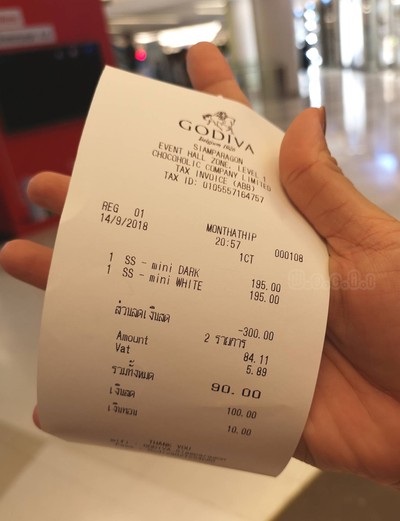 GODIVA
Belgium 1926
SIAMPARAGON
EVENT HALL ZONE, LEVEL 1
CHOCOHOLIC COMPANY LIMITED
TAX INVOICE (ABB)
TAX ID: 0105557164757
REG 01 MONTHATHIP 000108
14/9/2018 20:57
1CT
1 SS - mini DARK 195.00
1 SS - mini WHITE 195.00
ส่วนลดเงินสด -300.00
2 รายการ
Amount 84.11
Vat 5.89
รวมทั้งหมด 90.00
เงินสด 100.00
เงินทอน 10.00
THANK YOU